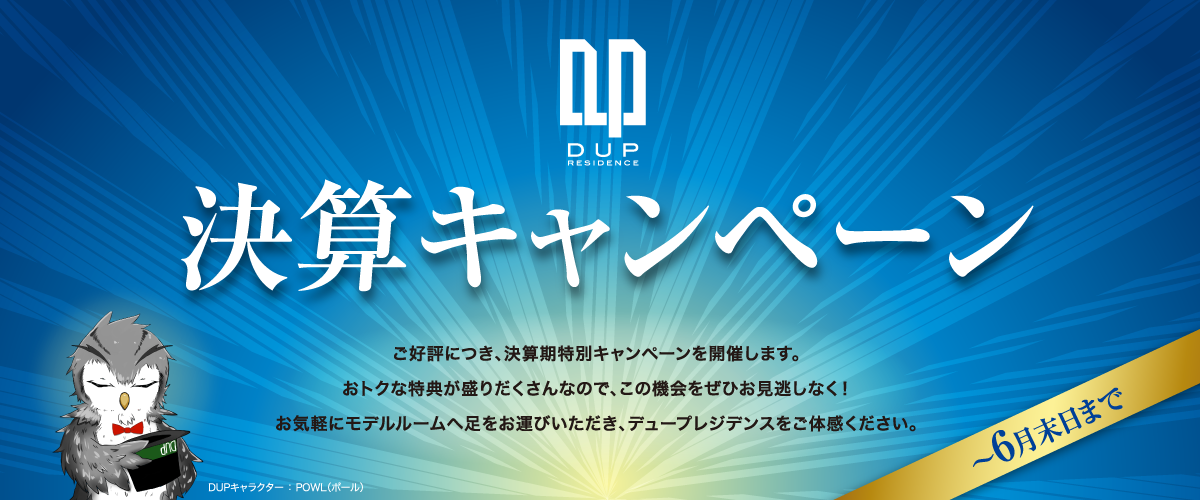 DUP
RESIDENCE
決算キャンペーン
ご好評につき、決算期特別キャンペーンを開催します。
おトクな特典が盛りだくさんなので、この機会をぜひお見逃しなく！
お気軽にモデルルームへ足をお運びいただき、デュープレジデンスをご体感ください。
～6月末日まで
DUP
DUPキャラクター：POWL（ポール）